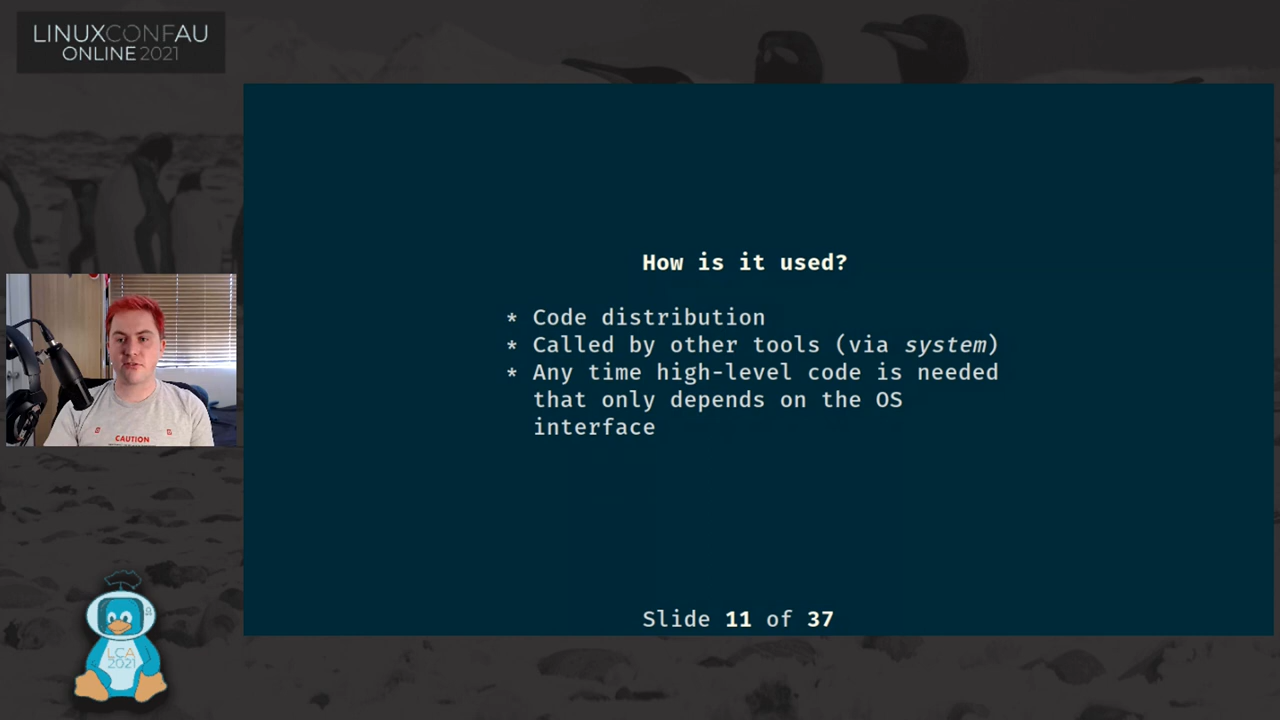 LINUXCONFAU
ONLINE 2021
How is it used?
* Code distribution
* Called by other tools (via system)
* Any time high-level code is needed
that only depends on the OS
interface
CAUTION
LCA
2021
Slide 11 of 37